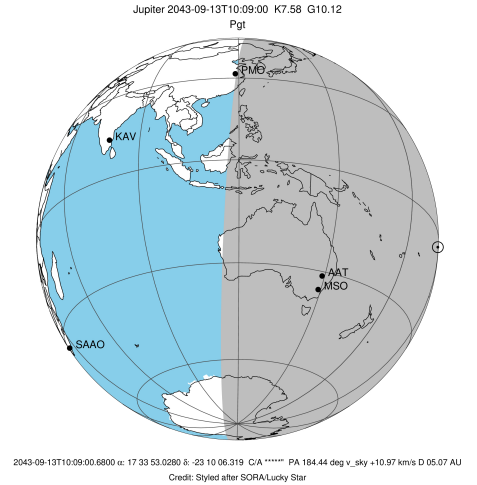 Jupiter 2043-09-13T10:09:00 K7.58 G10.12
Pgt
PMO
KAV
AAT
MSO
SAAO
2043-09-13T10:09:00.6800 α: 17 33 53.0280 δ: -23 10 06.319 C/A *****" PA 184.44 deg v_sky +10.97 km/s D 05.07 AU
Credit: Styled after SORA/Lucky Star